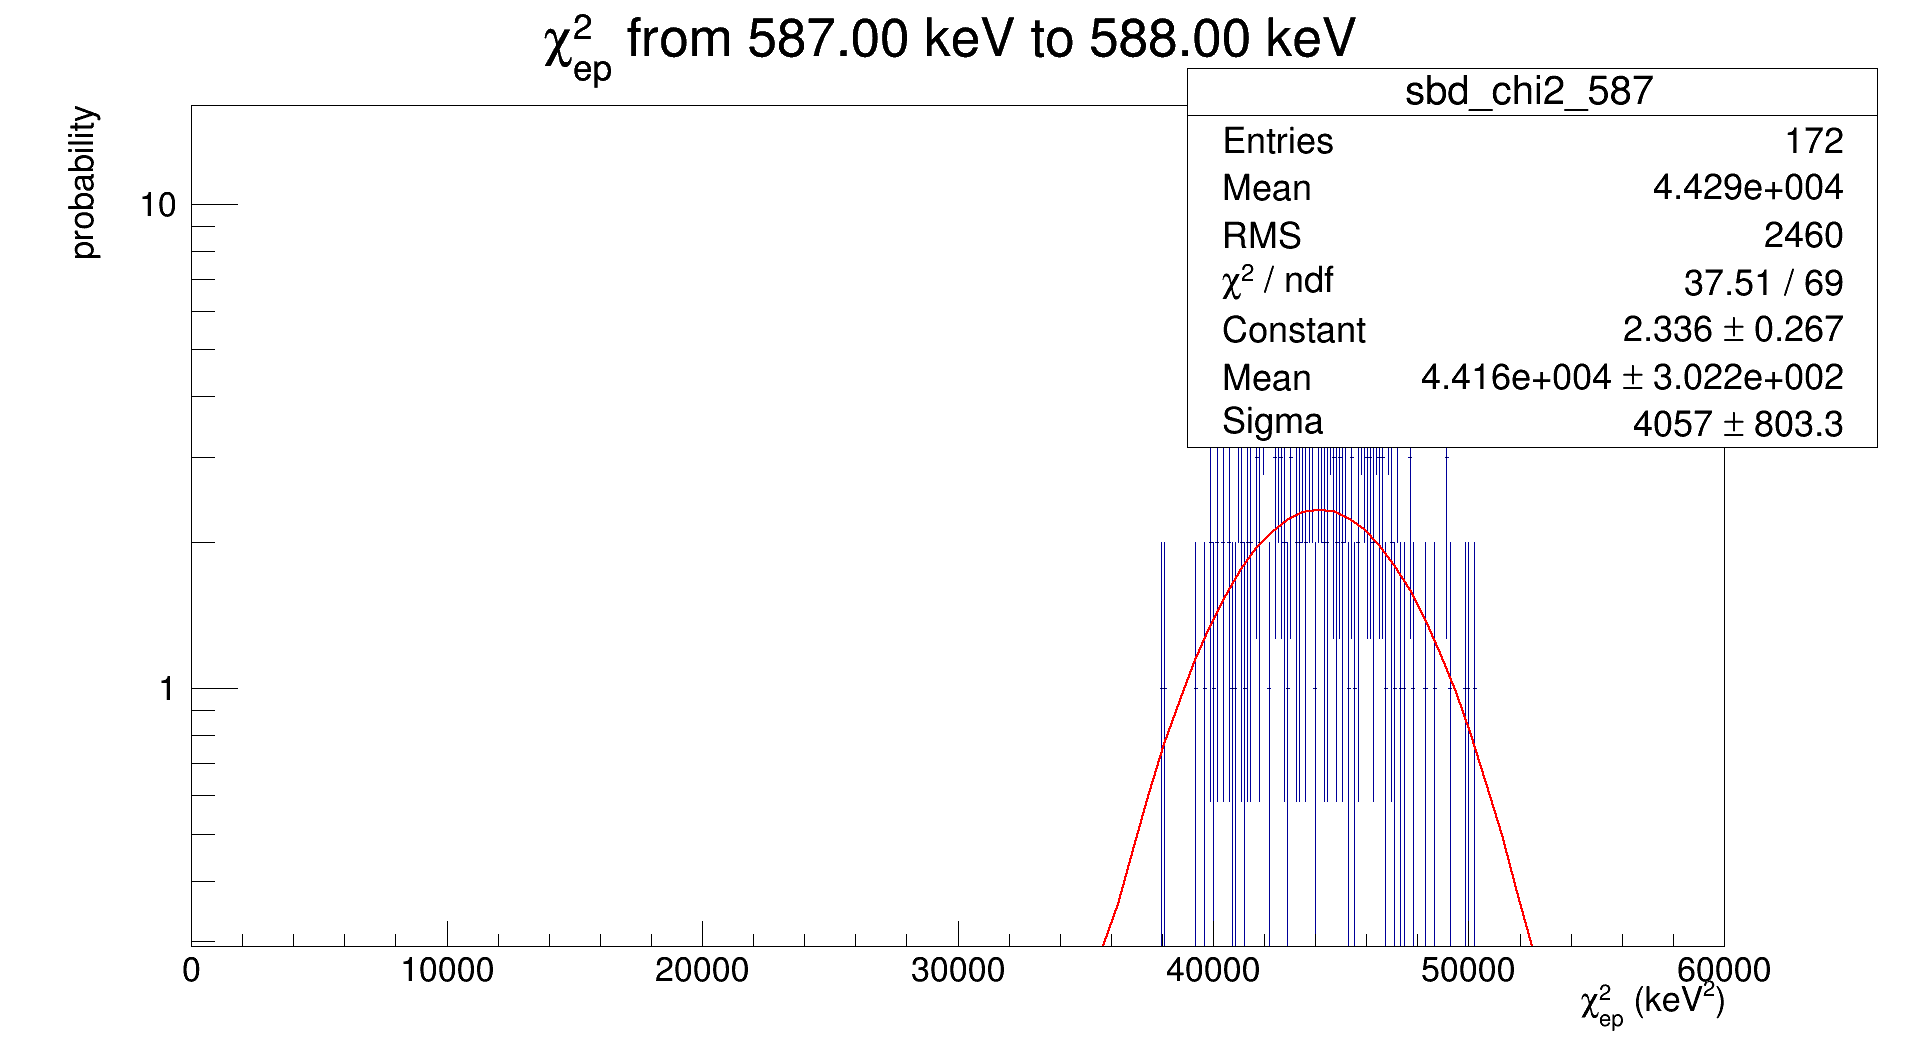 χ²ep from 587.00 keV to 588.00 keV
sbd_chi2_587
Entries 172
Mean 4.429e+004
RMS 2460
χ² / ndf 37.51 / 69
Constant 2.336 ± 0.267
Mean 4.416e+004 ± 3.022e+002
Sigma 4057 ± 803.3
probability
10
1
0 10000 20000 30000 40000 50000 60000
χ²ep (keV²)